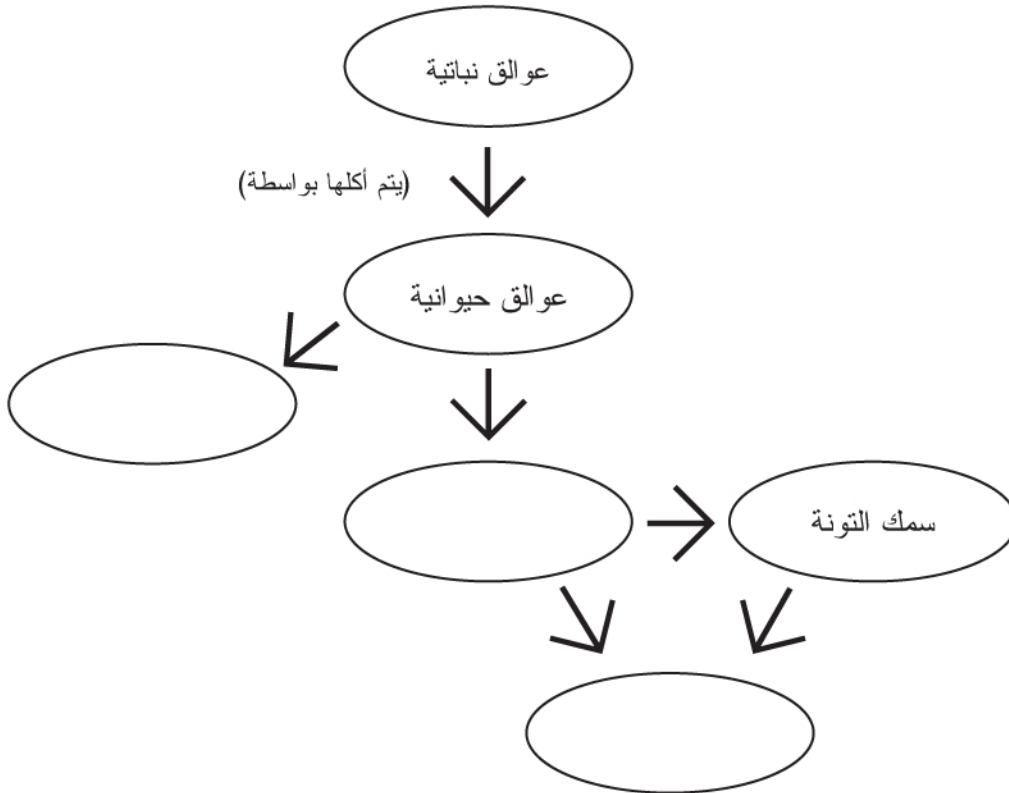 عوالق نباتية
(يتم أكلها بواسطة)
عوالق حيوانية
سمك التونة